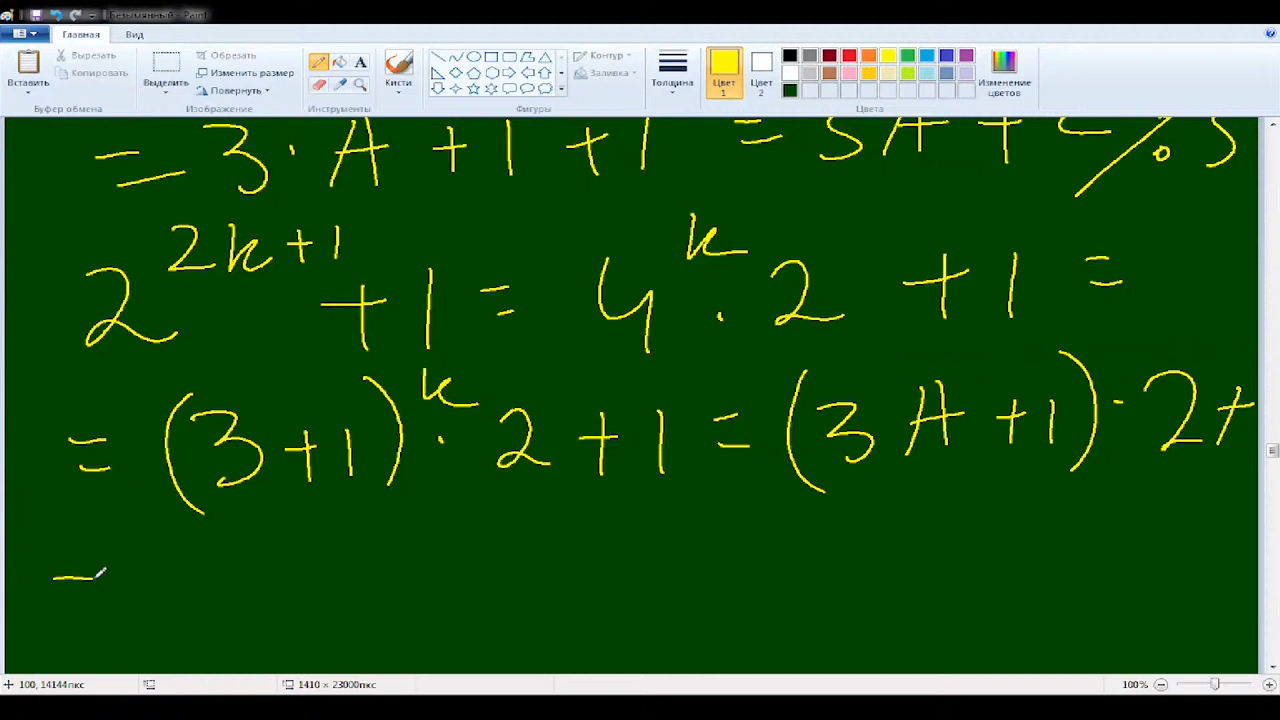 Безымянный - Paint
Главная Вид
Вставить
Вырезать
Копировать
Буфер обмена
Выделить
Обрезать
Изменить размер
Повернуть
Изображение
A
Инструменты
Кисти
Контур
Заливка
Фигуры
Толщина
Цвет 1
Цвет 2
Изменение цветов
Цвета
= 3 · A + 1 + 1 = 3A + 2
2^{2k+1} + 1 = 4^k · 2 + 1 =
= (3+1)^k · 2 + 1 = (3A+1) · 2 +
100, 14144пкс
1410 × 23000пкс
100%